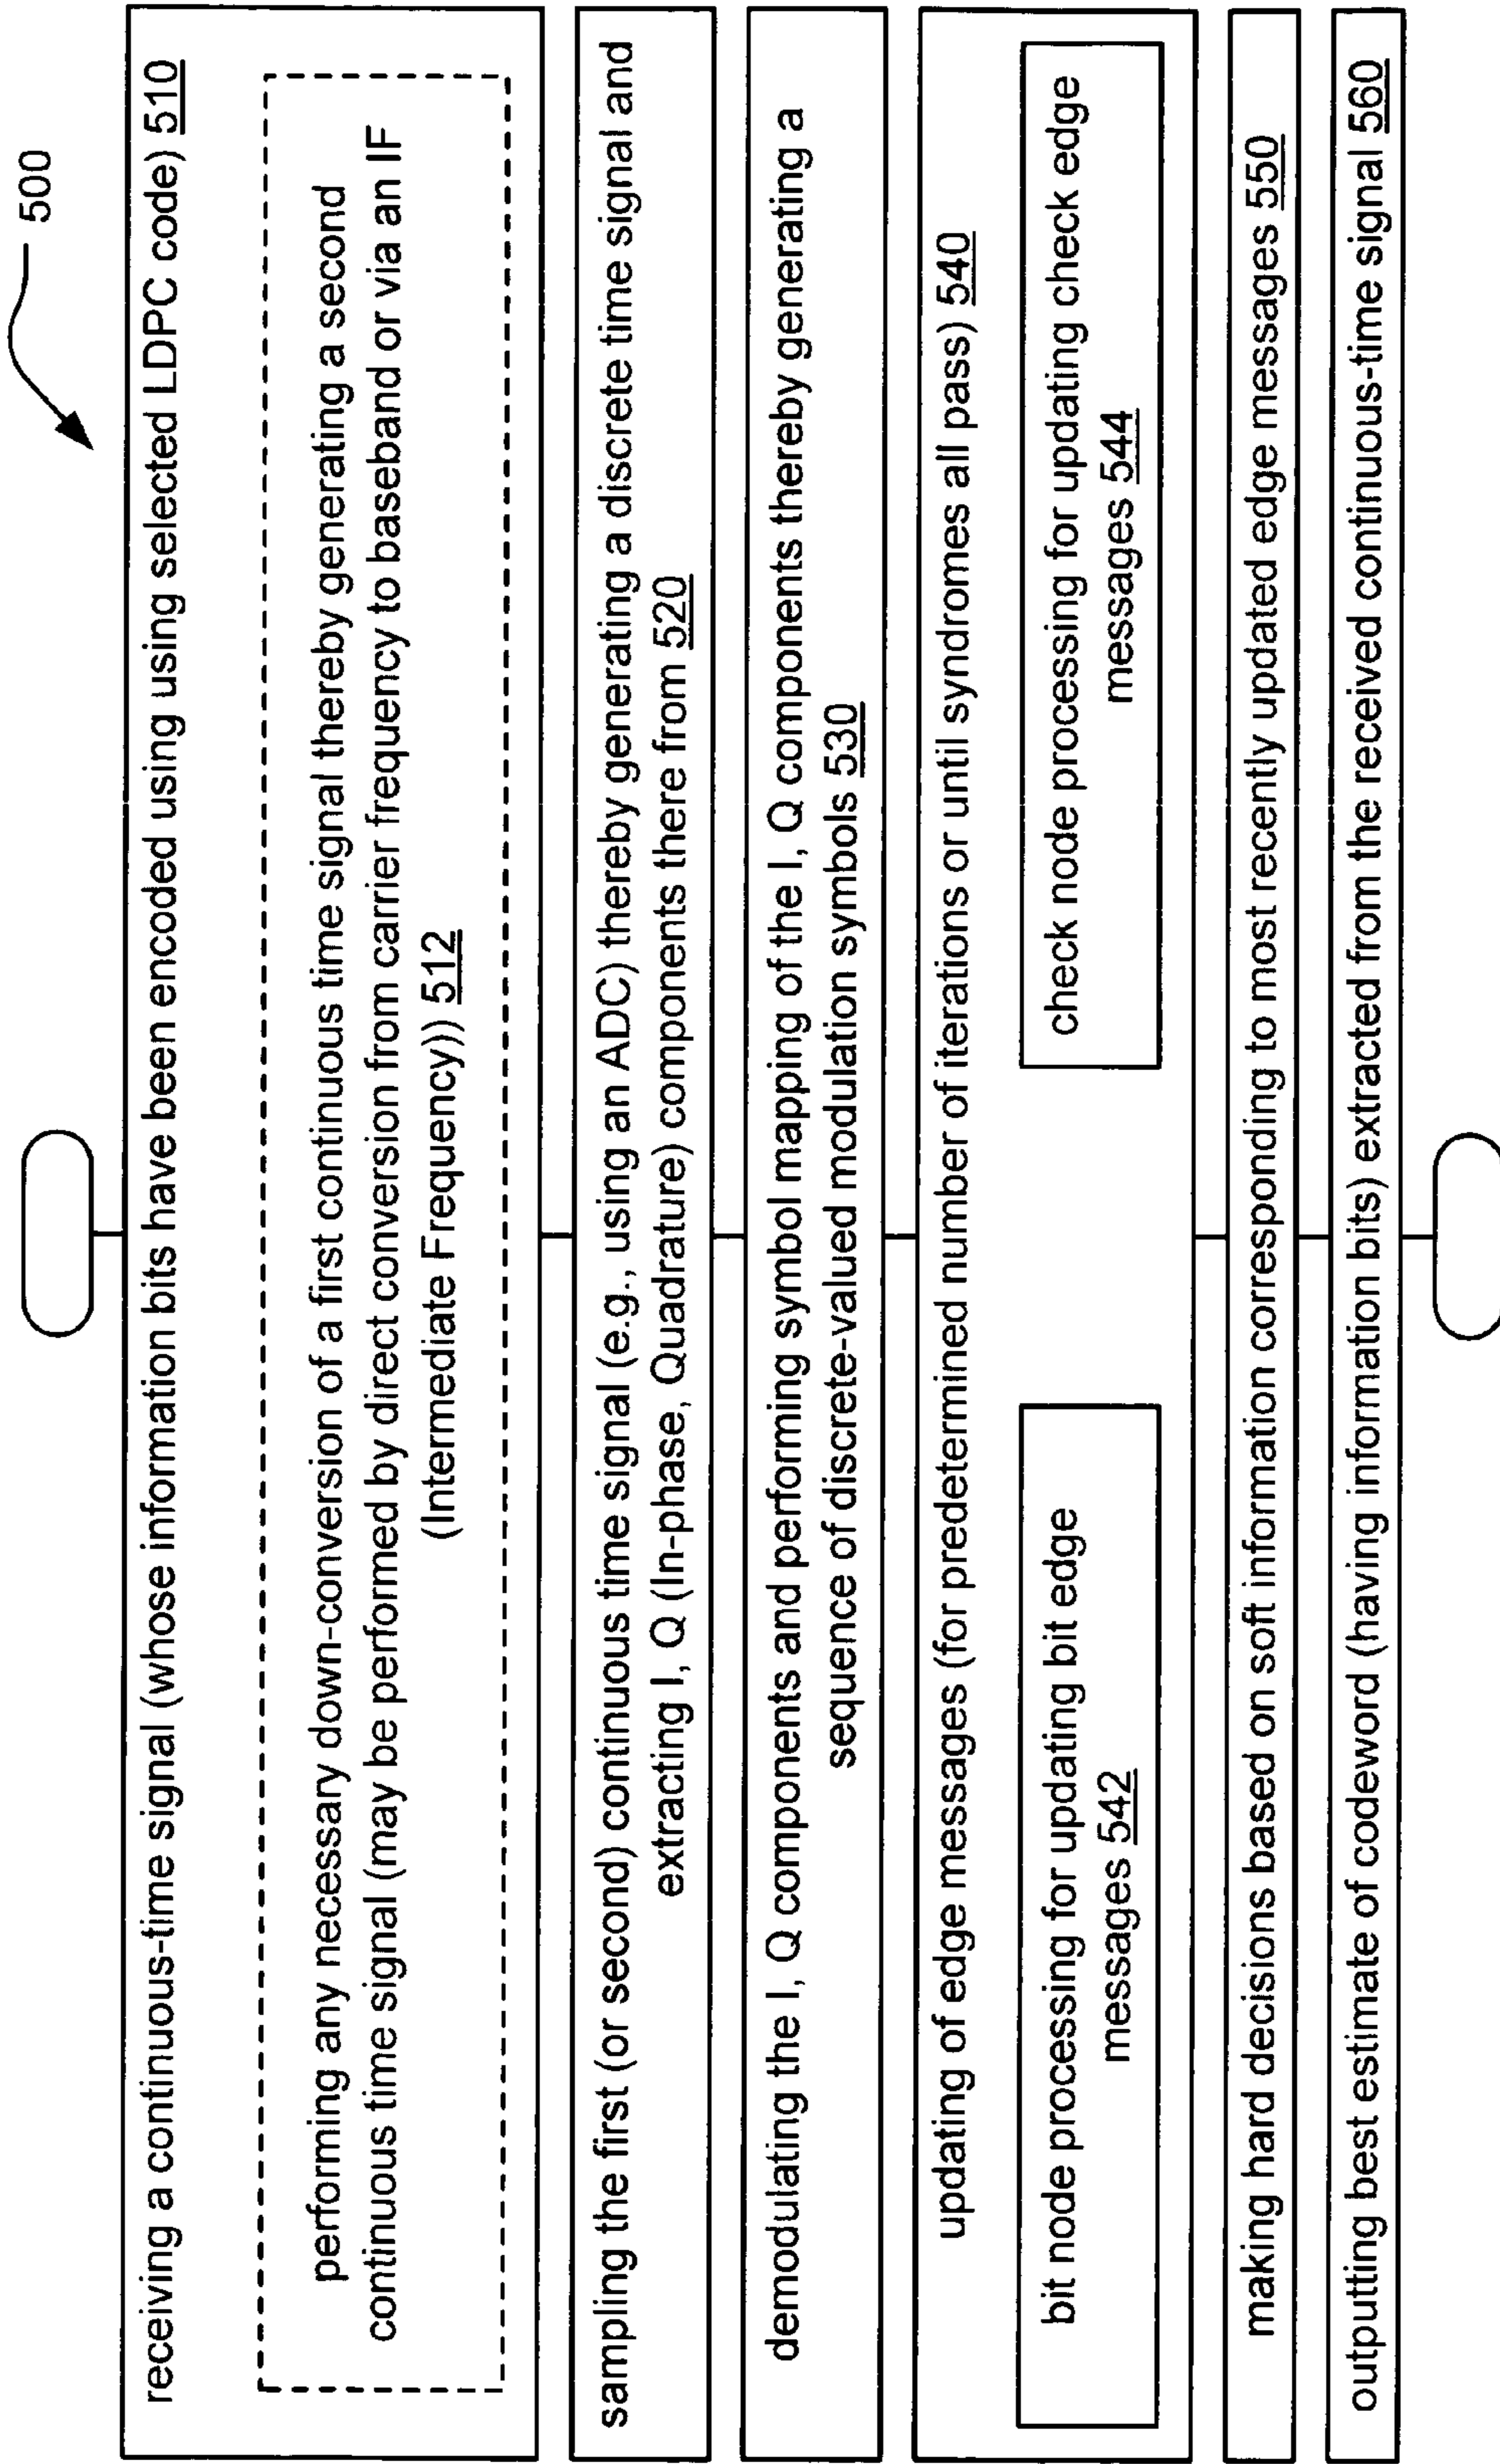 500
receiving a continuous-time signal (whose information bits have been encoded using using selected LDPC code) 510
performing any necessary down-conversion of a first continuous time signal thereby generating a second
continuous time signal (may be performed by direct conversion from carrier frequency to baseband or via an IF
(Intermediate Frequency)) 512
sampling the first (or second) continuous time signal (e.g., using an ADC) thereby generating a discrete time signal and
extracting I, Q (In-phase, Quadrature) components there from 520
demodulating the I, Q components and performing symbol mapping of the I, Q components thereby generating a
sequence of discrete-valued modulation symbols 530
updating of edge messages (for predetermined number of iterations or until syndromes all pass) 540
bit node processing for updating bit edge
messages 542
check node processing for updating check edge
messages 544
making hard decisions based on soft information corresponding to most recently updated edge messages 550
outputting best estimate of codeword (having information bits) extracted from the received continuous-time signal 560